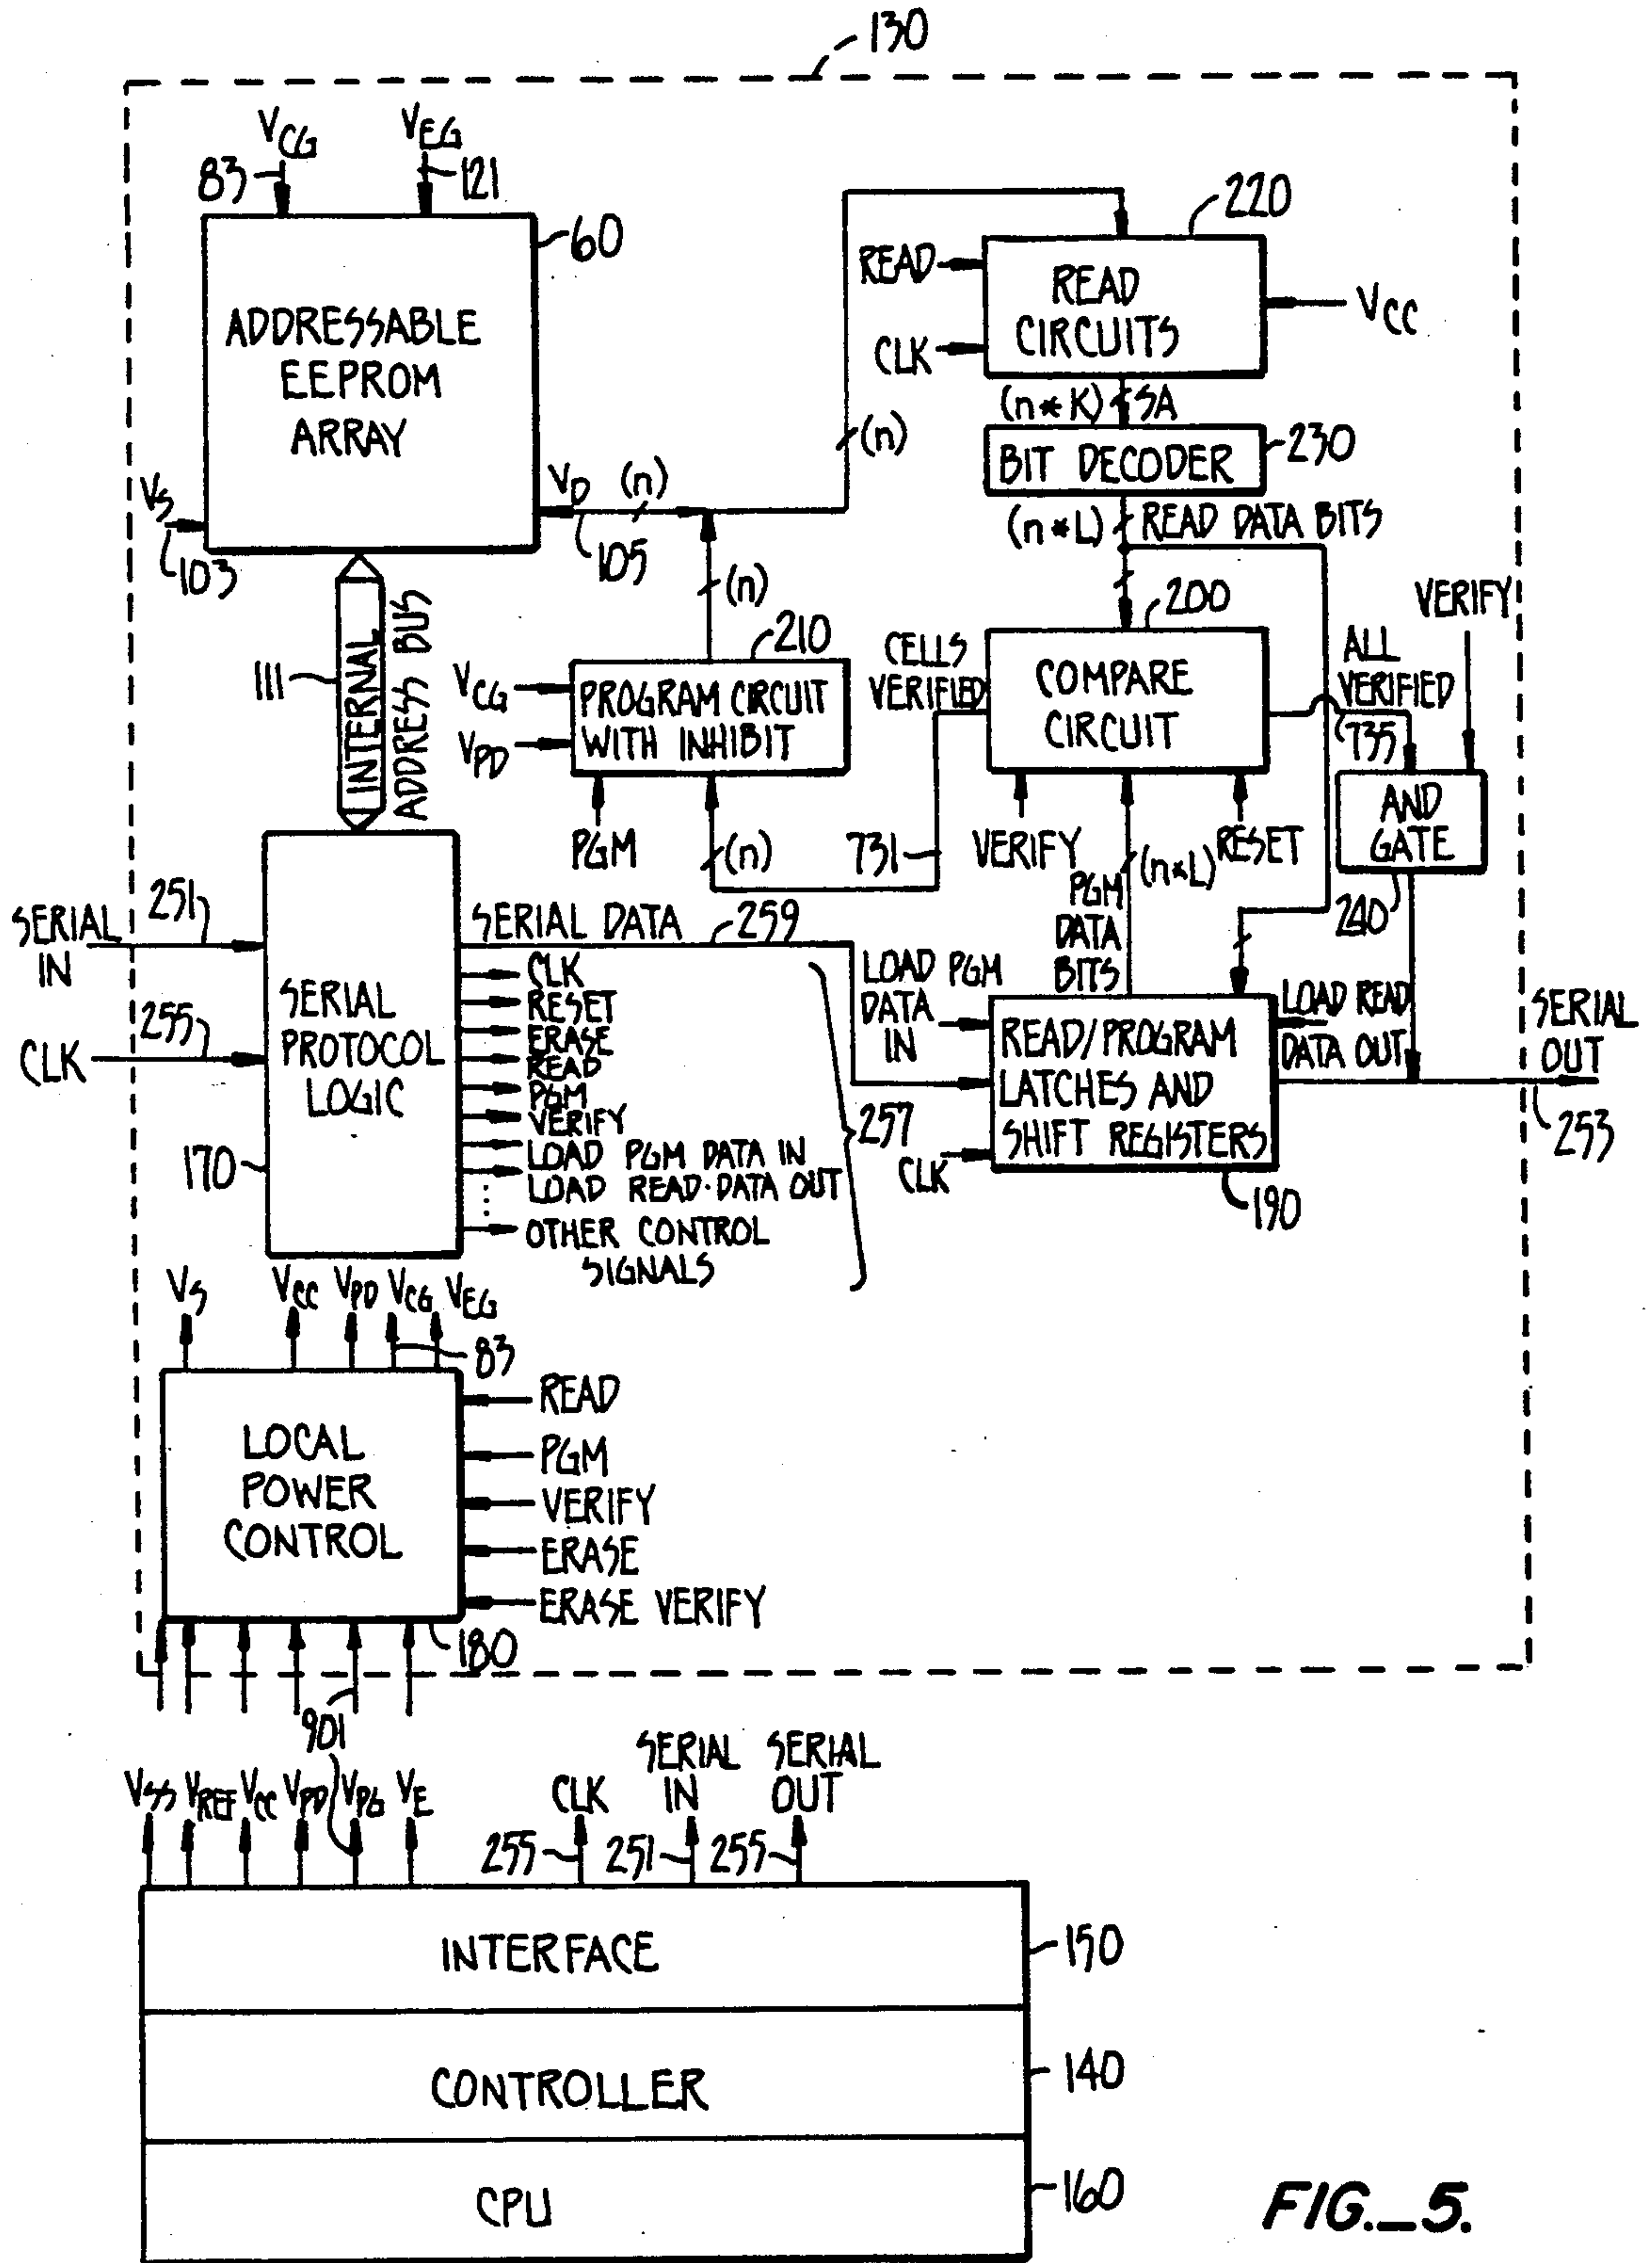 130
VCG
VEG
83
121
60
220
ADDRESSABLE
EEPROM
ARRAY
READ
READ
CIRCUITS
CLK
VCC
(n*K)
SA
(n)
BIT DECODER
230
VS
103
VD
(n)
105
(n*L)
READ DATA BITS
(n)
111
INTERNAL
ADDRESS BUS
210
VCG
VPD
PROGRAM CIRCUIT
WITH INHIBIT
PGM
(n)
CELLS
VERIFIED
731
200
COMPARE
CIRCUIT
VERIFY
RESET
ALL
VERIFIED
735
VERIFY
AND
GATE
240
(n*L)
PGM
DATA
BITS
SERIAL
IN
251
CLK
255
SERIAL
PROTOCOL
LOGIC
170
SERIAL DATA
259
CLK
RESET
ERASE
READ
PGM
VERIFY
LOAD PGM DATA IN
LOAD READ·DATA OUT
OTHER CONTROL
SIGNALS
257
LOAD PGM
DATA
IN
CLK
READ/PROGRAM
LATCHES AND
SHIFT REGISTERS
190
LOAD READ
DATA OUT
SERIAL
OUT
253
VS
VCC
VPD
VCG
VEG
83
LOCAL
POWER
CONTROL
READ
PGM
VERIFY
ERASE
ERASE VERIFY
180
901
VSS
VREF
VCC
VPD
VPG
VE
CLK
SERIAL
IN
SERIAL
OUT
255
251
255
INTERFACE
150
CONTROLLER
140
CPU
160
FIG._5.